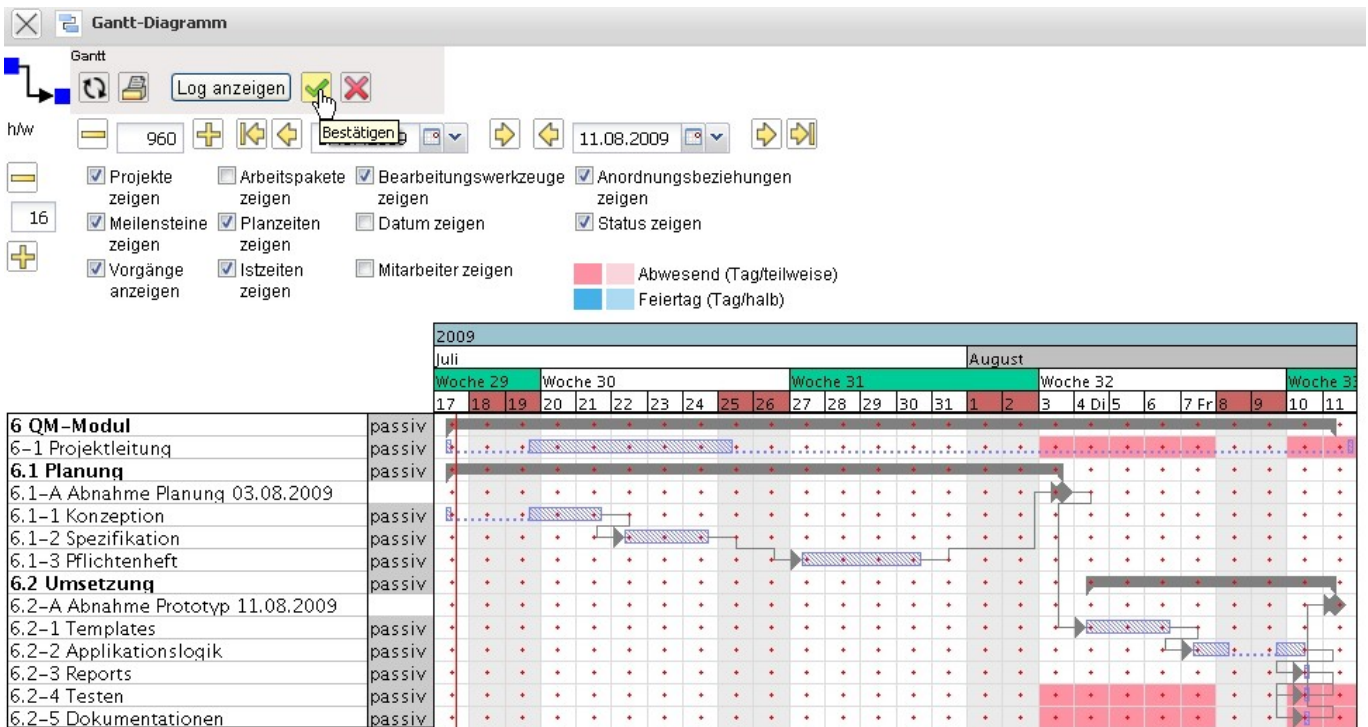 Gantt-Diagramm
Gantt
Log anzeigen
Bestätigen
h/w
960
11.08.2009
16
Projekte zeigen
Arbeitspakete zeigen
Bearbeitungswerkzeuge zeigen
Anordnungsbeziehungen zeigen
Meilensteine zeigen
Planzeiten zeigen
Datum zeigen
Status zeigen
Vorgänge anzeigen
Istzeiten zeigen
Mitarbeiter zeigen
Abwesend (Tag/teilweise)
Feiertag (Tag/halb)
2009
Juli August
Woche 29 Woche 30 Woche 31 Woche 32 Woche 33
17 18 19 20 21 22 23 24 25 26 27 28 29 30 31 1 2 3 4 Di 5 6 7 Fr 8 9 10 11
6 QM-Modul passiv
6-1 Projektleitung passiv
6.1 Planung passiv
6.1-A Abnahme Planung 03.08.2009
6.1-1 Konzeption passiv
6.1-2 Spezifikation passiv
6.1-3 Pflichtenheft passiv
6.2 Umsetzung passiv
6.2-A Abnahme Prototyp 11.08.2009
6.2-1 Templates passiv
6.2-2 Applikationslogik passiv
6.2-3 Reports passiv
6.2-4 Testen passiv
6.2-5 Dokumentationen passiv